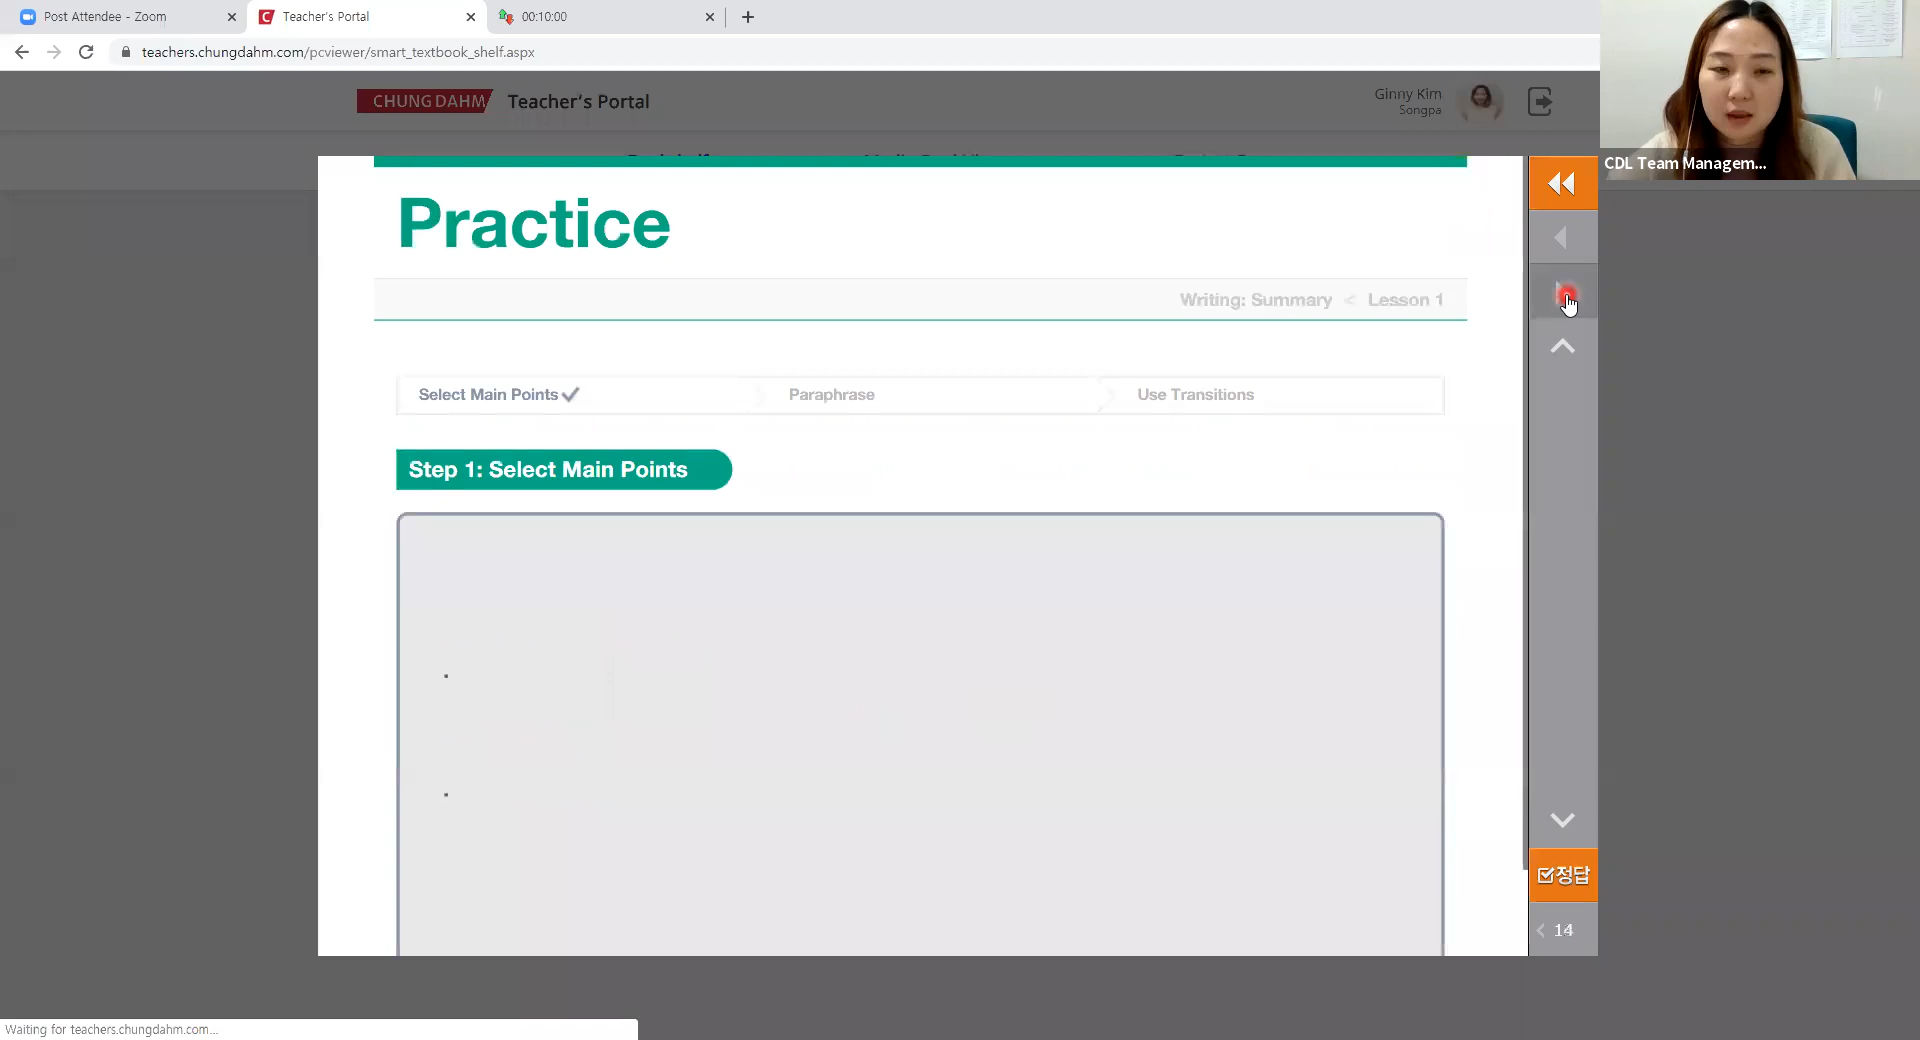 Post Attendee - Zoom
Teacher's Portal
00:10:00
teachers.chungdahm.com/pcviewer/smart_textbook_shelf.aspx
CHUNGDAHM Teacher's Portal
Ginny Kim
Songpa
CDL Team Managem...
Practice
Writing: Summary < Lesson 1
Select Main Points ✓
Paraphrase
Use Transitions
Step 1: Select Main Points
정답
< 14
Waiting for teachers.chungdahm.com...